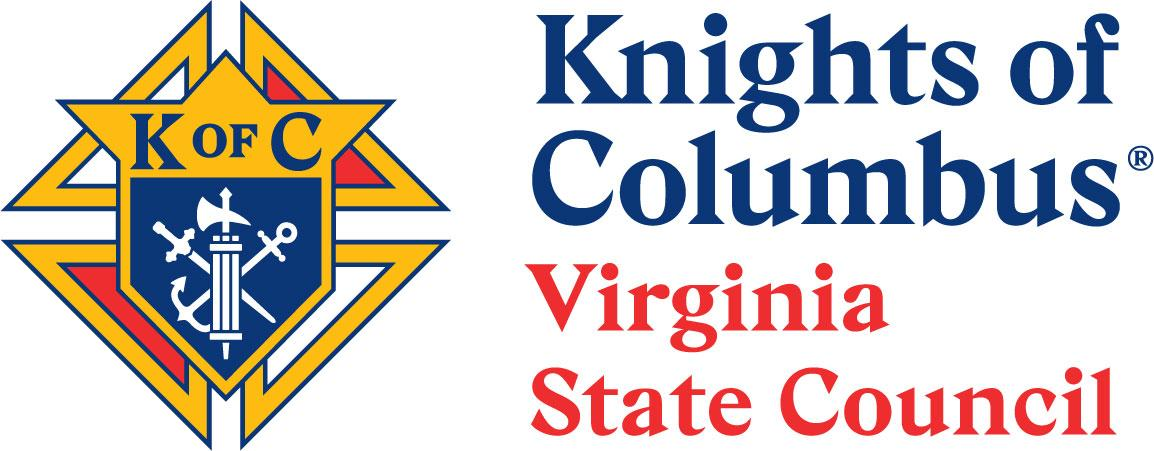 K OF C
Knights of
Columbus®
Virginia
State Council